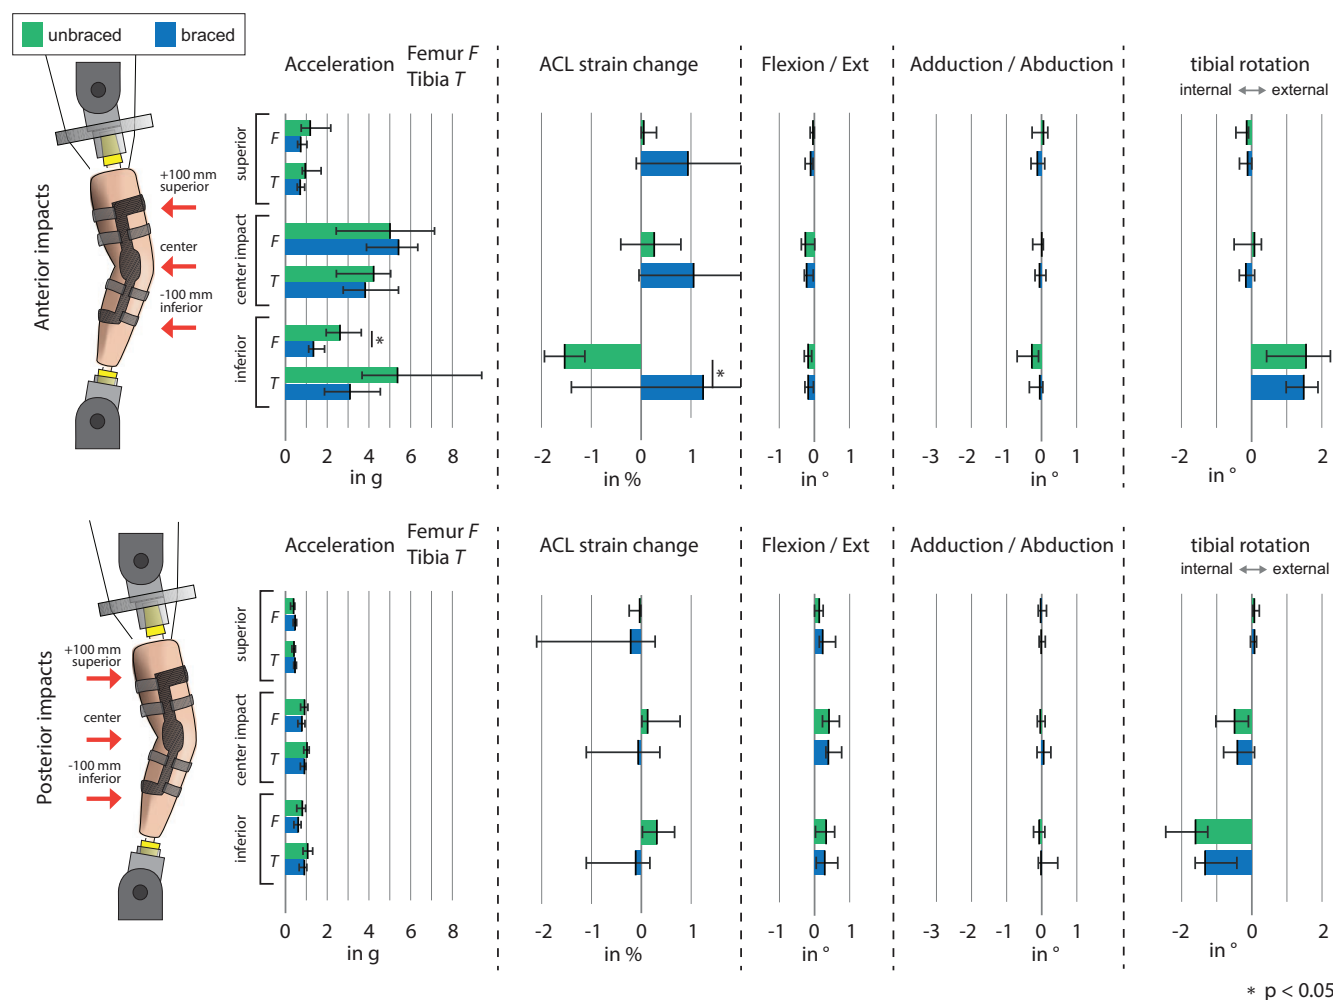 unbraced braced
Acceleration
Femur F
Tibia T
ACL strain change
Flexion / Ext
Adduction / Abduction
tibial rotation
internal ↔ external
Anterior impacts
+100 mm
superior
center
-100 mm
inferior
superior
F
T
center impact
F
T
inferior
F
T
*
*
0 2 4 6 8
in g
-2 -1 0 1
in %
-1 0 1
in °
-3 -2 -1 0 1
in °
-2 0 2
in °
Acceleration
Femur F
Tibia T
ACL strain change
Flexion / Ext
Adduction / Abduction
tibial rotation
internal ↔ external
Posterior impacts
+100 mm
superior
center
-100 mm
inferior
superior
F
T
center impact
F
T
inferior
F
T
0 2 4 6 8
in g
-2 -1 0 1
in %
-1 0 1
in °
-3 -2 -1 0 1
in °
-2 0 2
in °
* p < 0.05